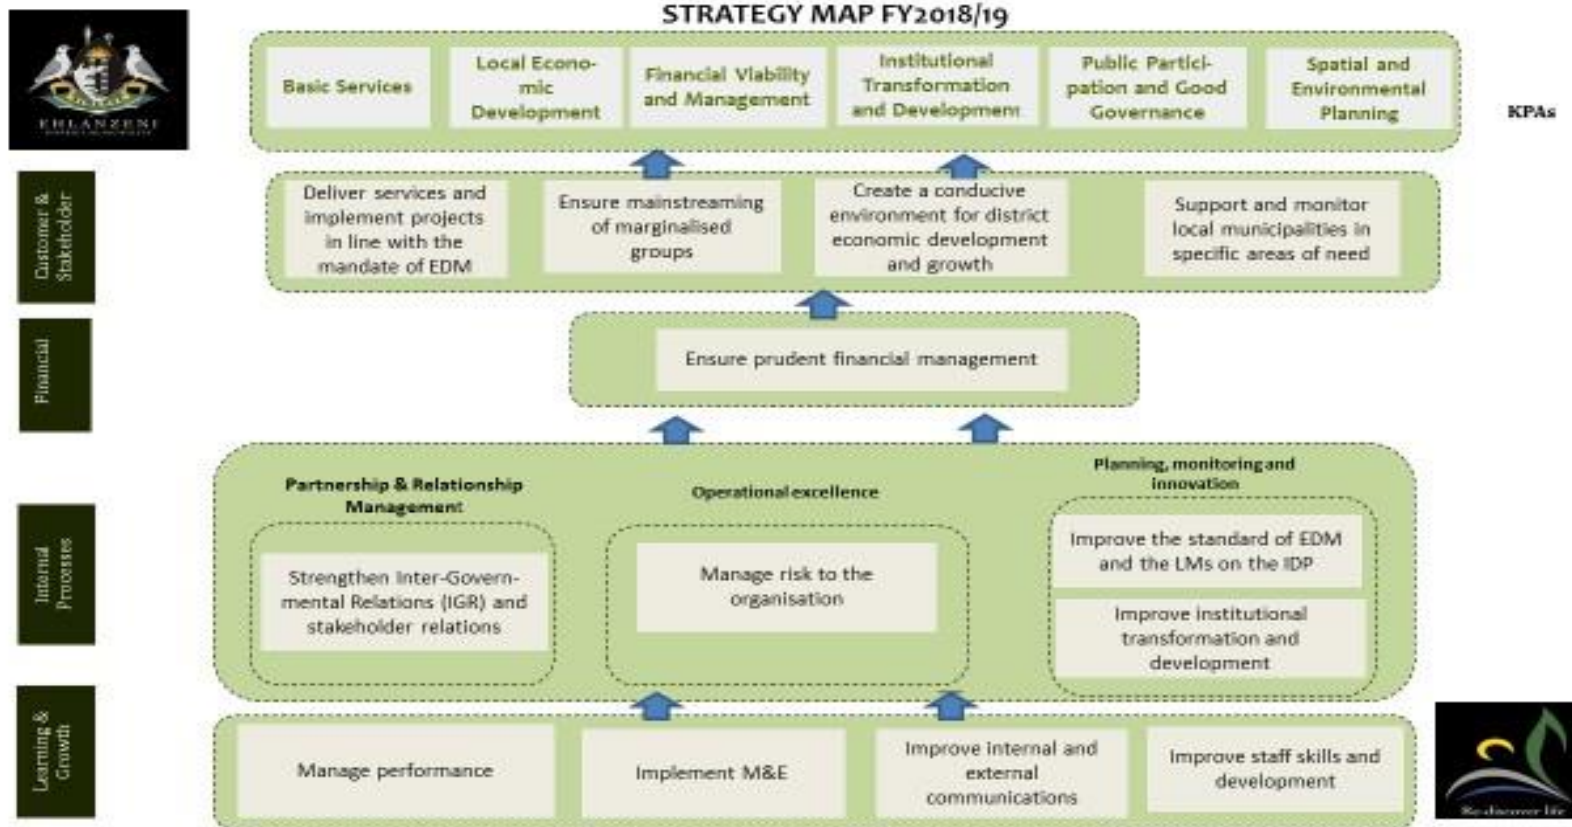 STRATEGY MAP FY2018/19
EHLANZENI
Basic Services
Local Econo-
mic
Development
Financial Viability
and Management
Institutional
Transformation
and Development
Public Partici-
pation and Good
Governance
Spatial and
Environmental
Planning
KPAs
Customer &
Stakeholder
Deliver services and
implement projects
in line with the
mandate of EDM
Ensure mainstreaming
of marginalised
groups
Create a conducive
environment for district
economic development
and growth
Support and monitor
local municipalities in
specific areas of need
Financial
Ensure prudent financial management
Internal
Processes
Partnership & Relationship
Management
Strengthen Inter-Govern-
mental Relations (IGR) and
stakeholder relations
Operational excellence
Manage risk to the
organisation
Planning, monitoring and
innovation
Improve the standard of EDM
and the LMs on the IDP
Improve institutional
transformation and
development
Learning &
Growth
Manage performance
Implement M&E
Improve internal and
external
communications
Improve staff skills and
development
Re-discover life